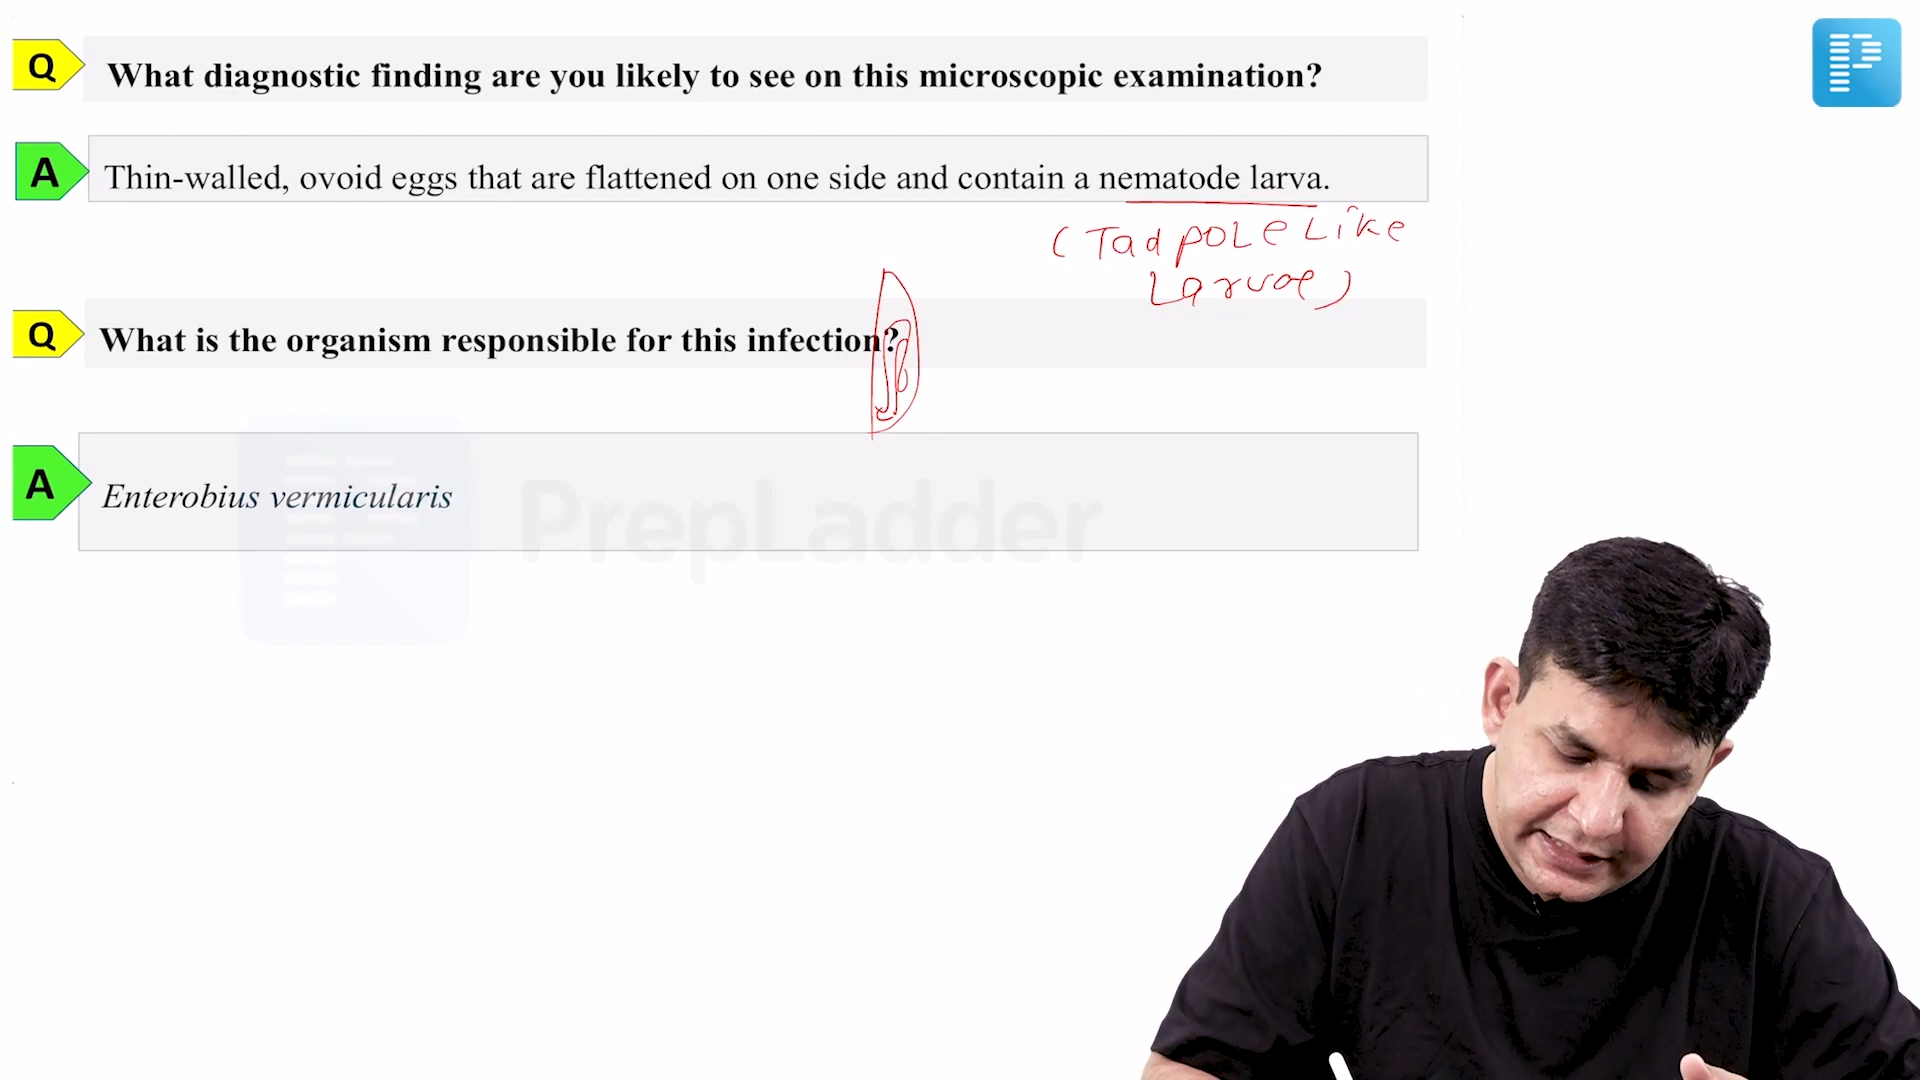 Q What diagnostic finding are you likely to see on this microscopic examination?
A Thin-walled, ovoid eggs that are flattened on one side and contain a nematode larva.
(Tadpole Like
Larvae)
Q What is the organism responsible for this infection?
A Enterobius vermicularis
PrepLadder